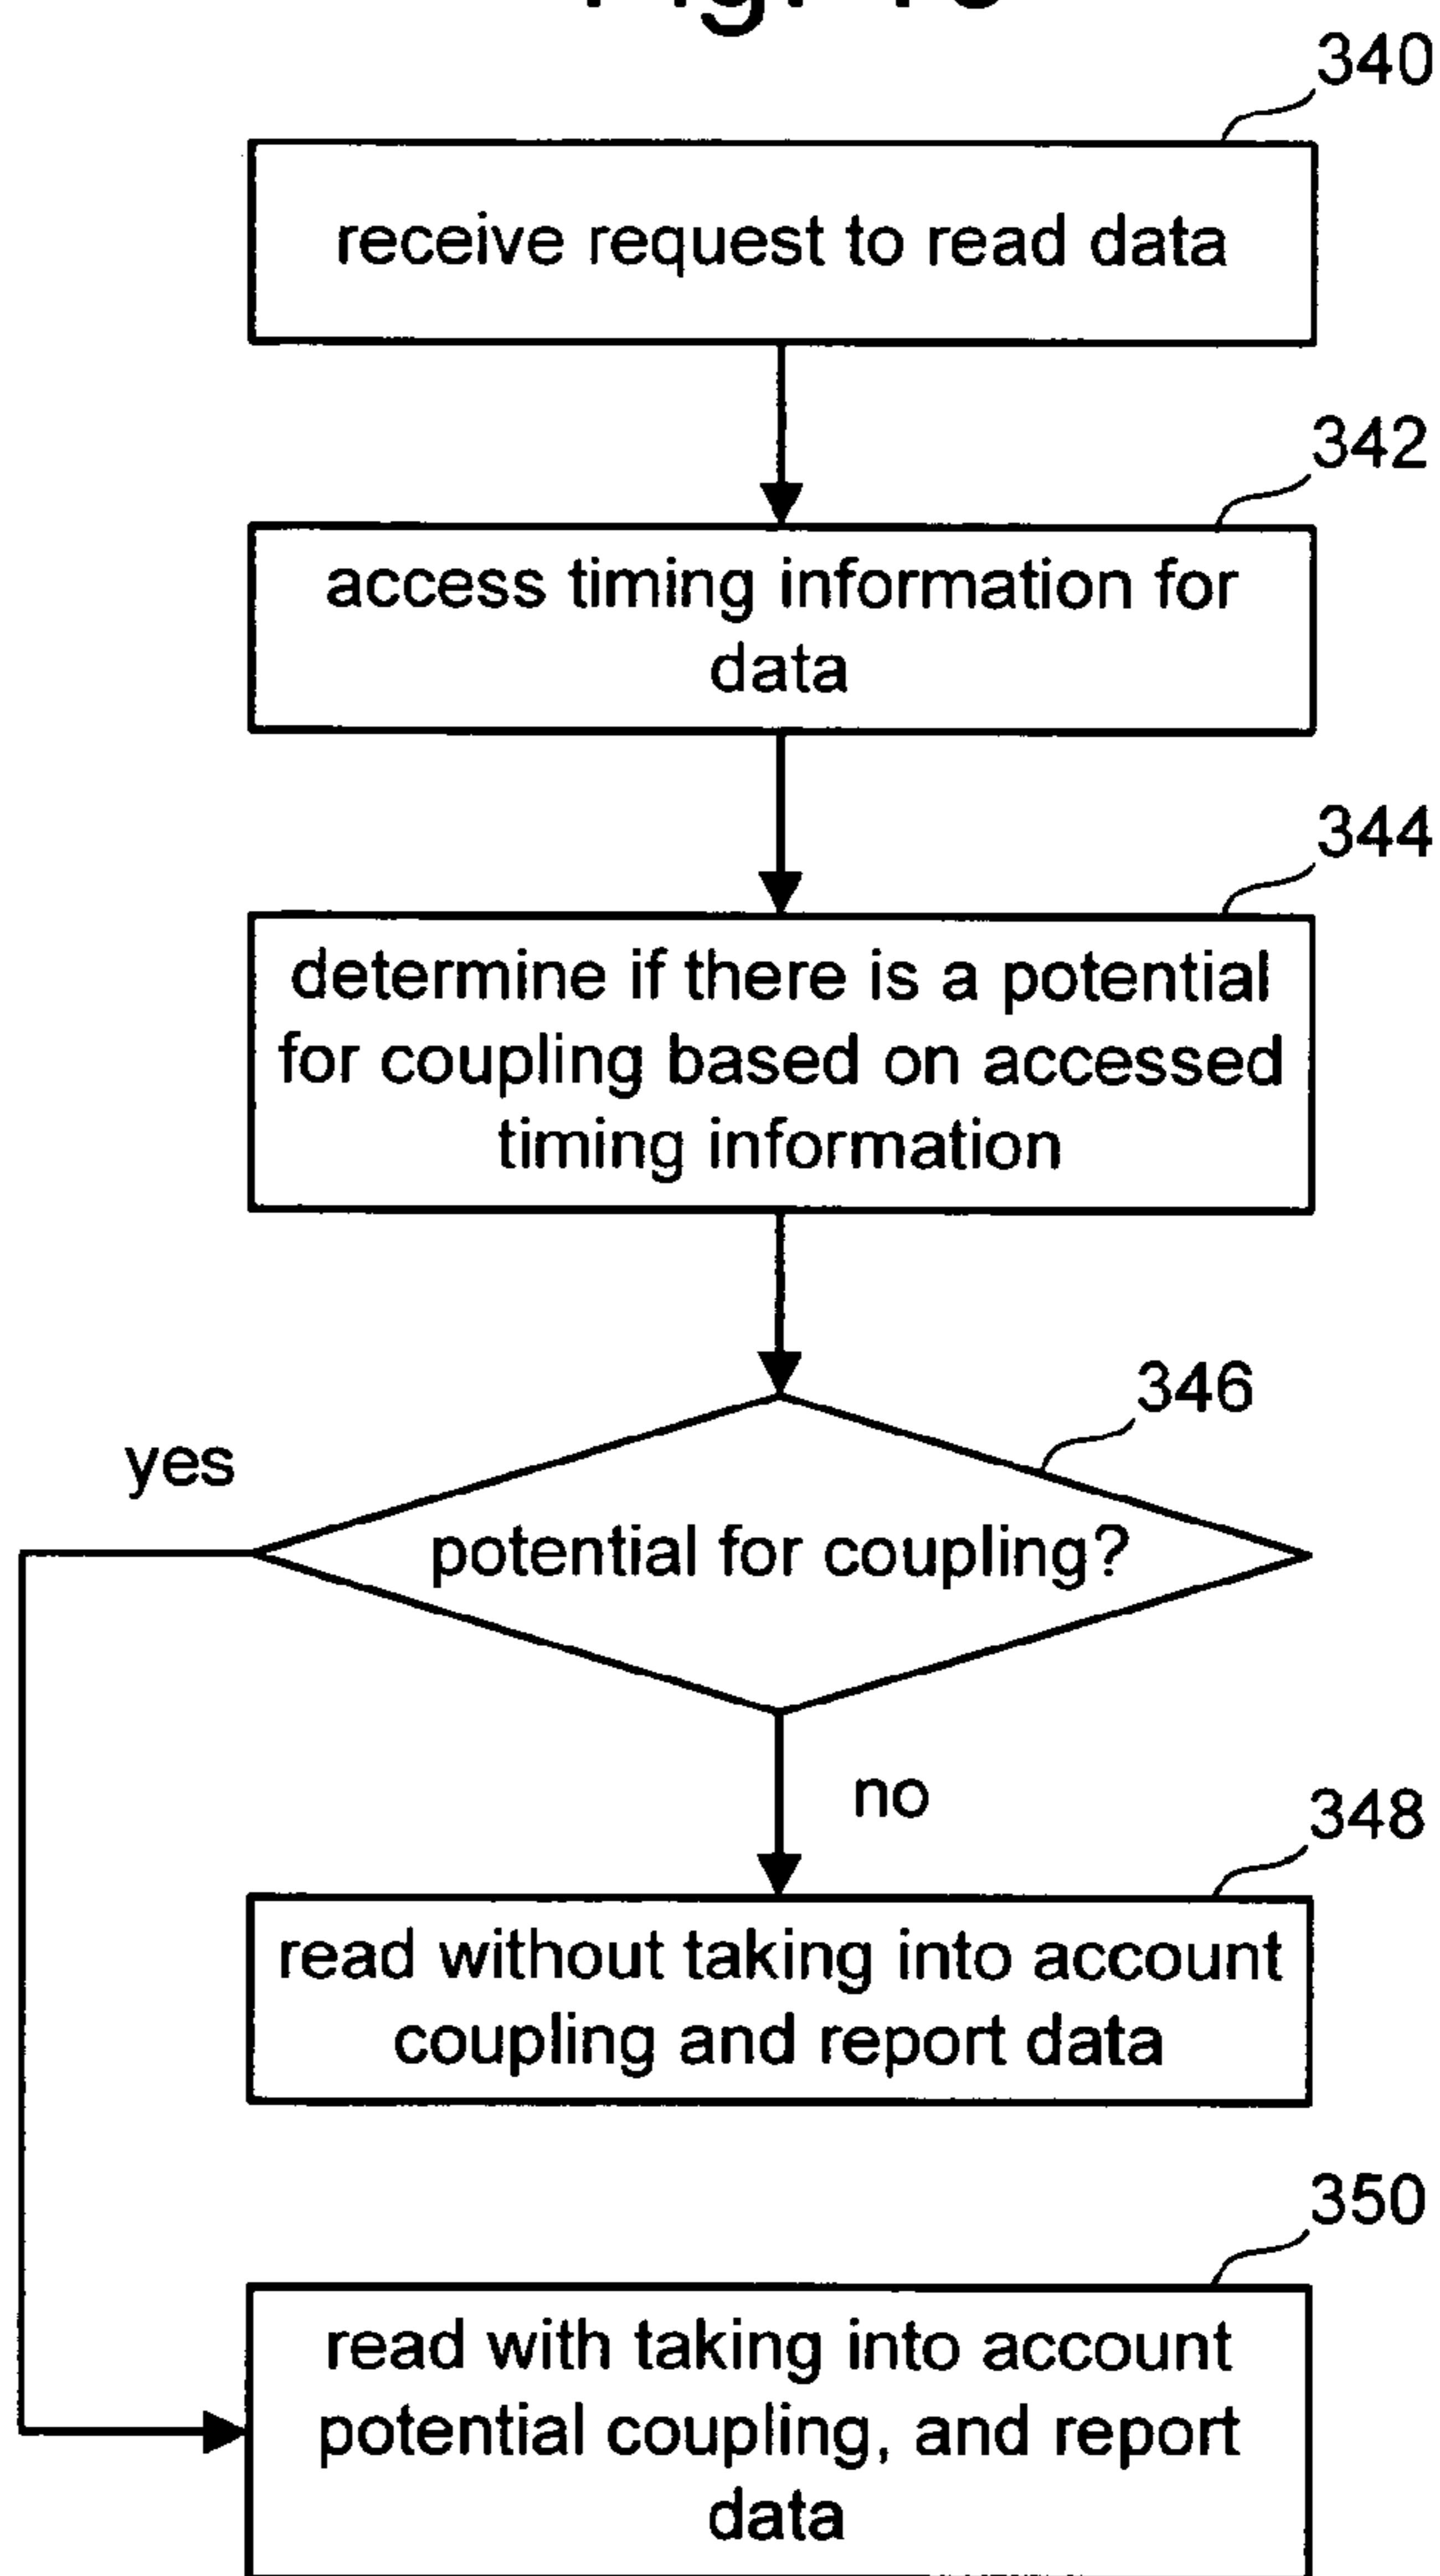 340
receive request to read data
342
access timing information for
data
344
determine if there is a potential
for coupling based on accessed
timing information
346
yes
potential for coupling?
no
348
read without taking into account
coupling and report data
350
read with taking into account
potential coupling, and report
data